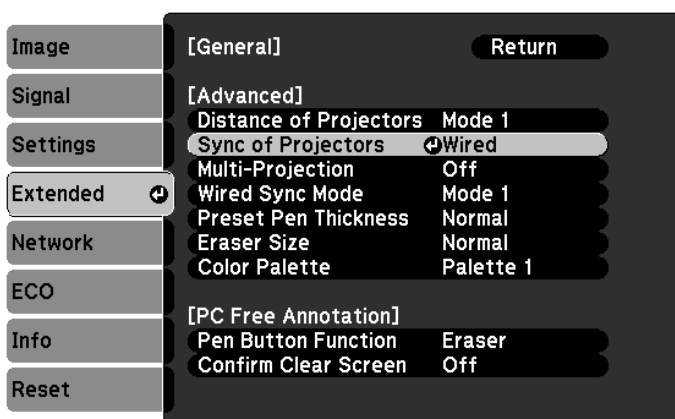 Image
Signal
Settings
Extended
Network
ECO
Info
Reset
[General] Return
[Advanced]
Distance of Projectors Mode 1
Sync of Projectors Wired
Multi-Projection Off
Wired Sync Mode Mode 1
Preset Pen Thickness Normal
Eraser Size Normal
Color Palette Palette 1
[PC Free Annotation]
Pen Button Function Eraser
Confirm Clear Screen Off